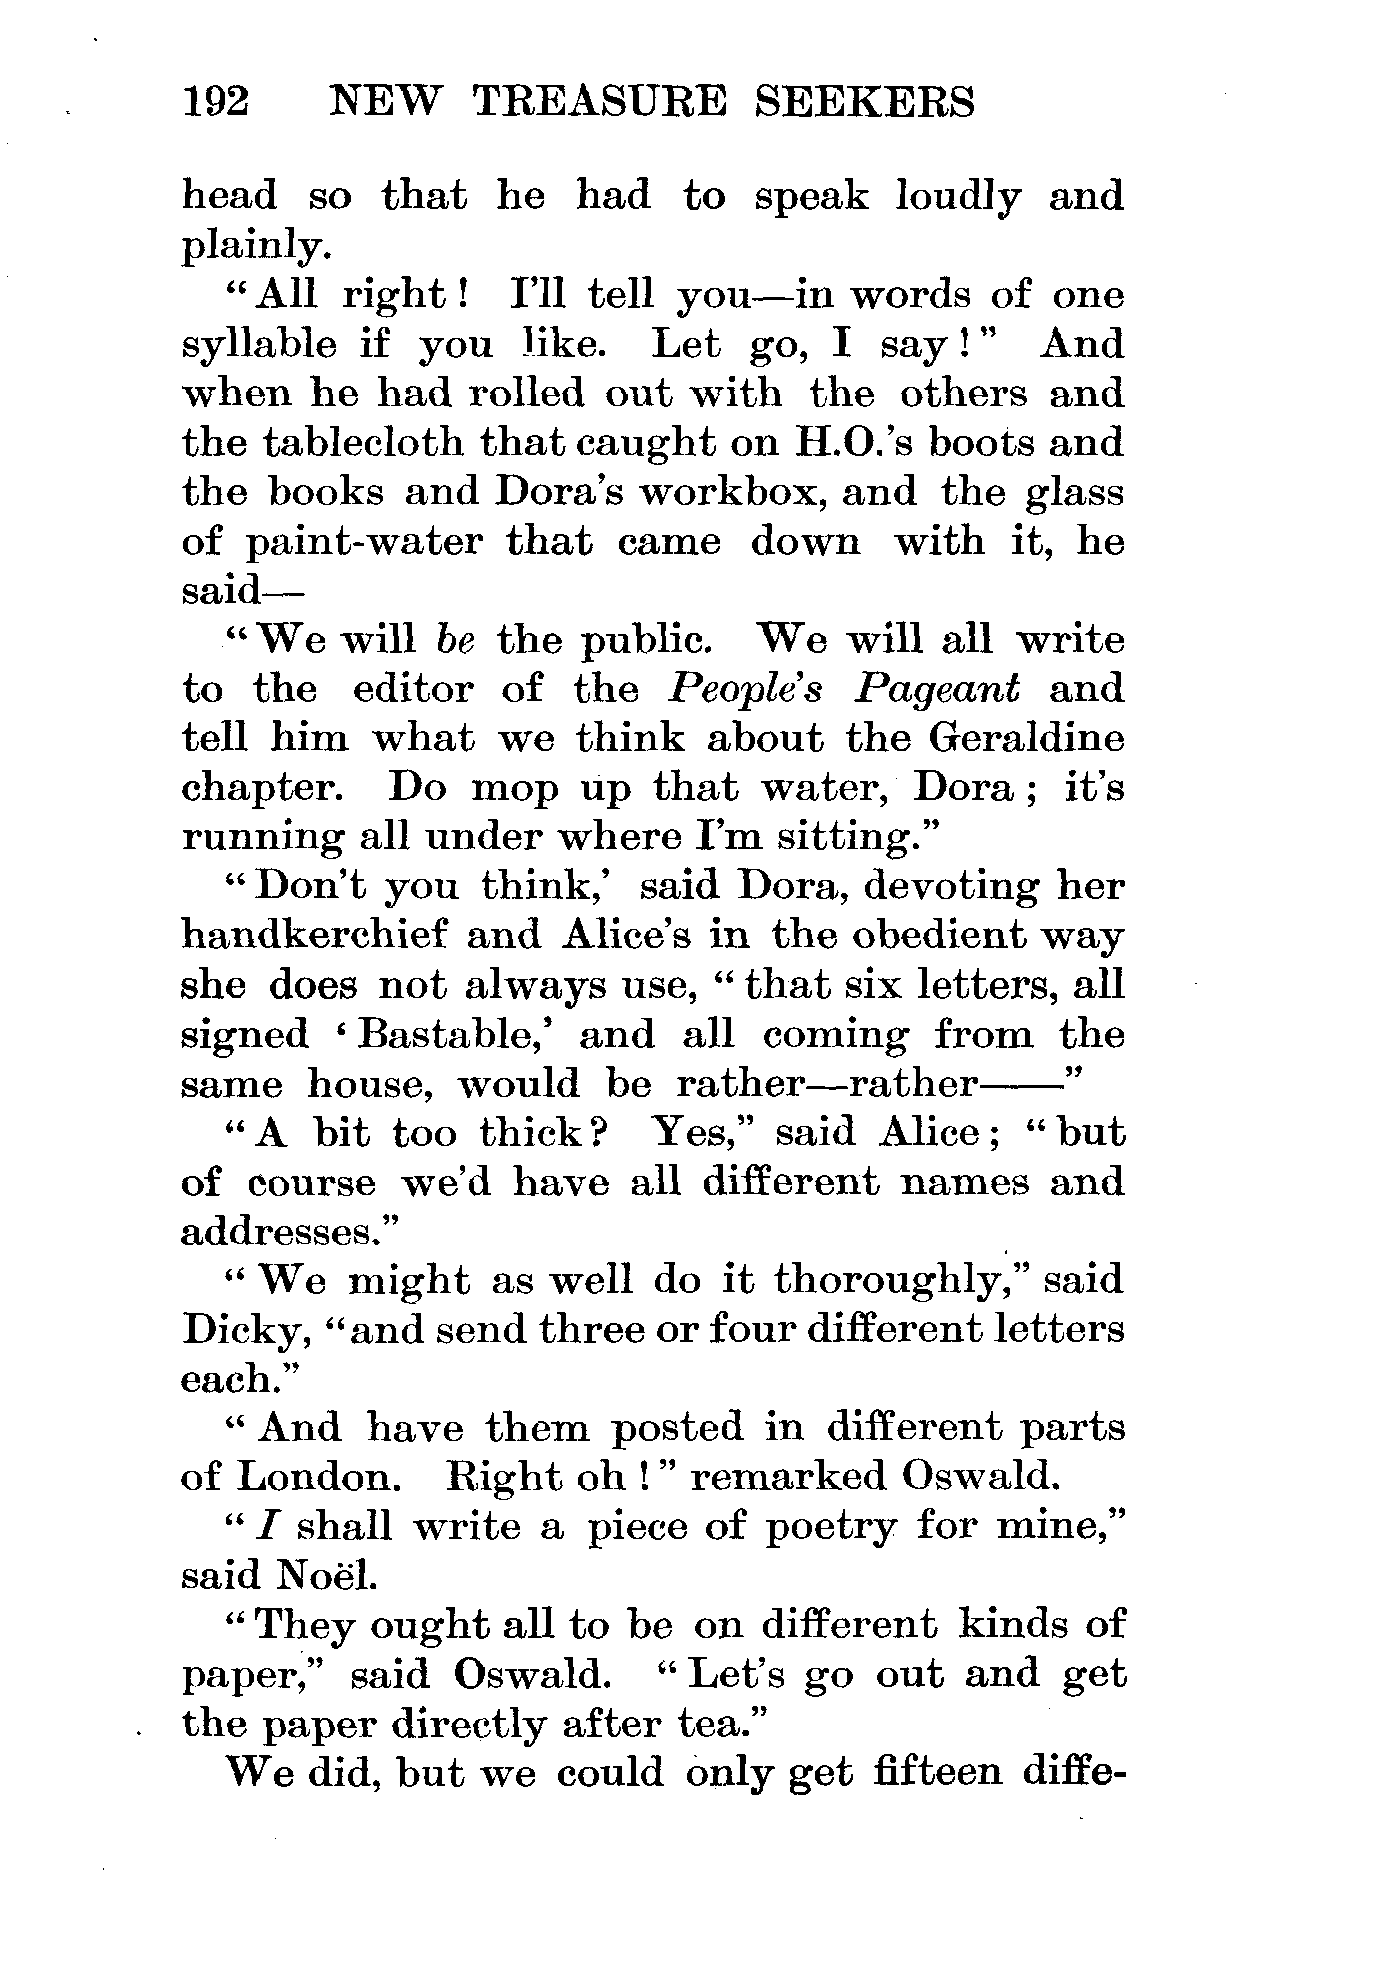 192 NEW TREASURE SEEKERS
head so that he had to speak loudly and
plainly.
“All right! I’ll tell you—in words of one
syllable if you like. Let go, I say!” And
when he had rolled out with the others and
the tablecloth that caught on H.O.’s boots and
the books and Dora’s workbox, and the glass
of paint-water that came down with it, he
said—
“We will be the public. We will all write
to the editor of the People’s Pageant and
tell him what we think about the Geraldine
chapter. Do mop up that water, Dora; it’s
running all under where I’m sitting.”
“Don’t you think,’ said Dora, devoting her
handkerchief and Alice’s in the obedient way
she does not always use, “that six letters, all
signed ‘Bastable,’ and all coming from the
same house, would be rather—rather——”
“A bit too thick? Yes,” said Alice; “but
of course we’d have all different names and
addresses.”
“We might as well do it thoroughly,” said
Dicky, “and send three or four different letters
each.”
“And have them posted in different parts
of London. Right oh!” remarked Oswald.
“I shall write a piece of poetry for mine,”
said Noël.
“They ought all to be on different kinds of
paper,” said Oswald. “Let’s go out and get
the paper directly after tea.”
We did, but we could only get fifteen diffe-